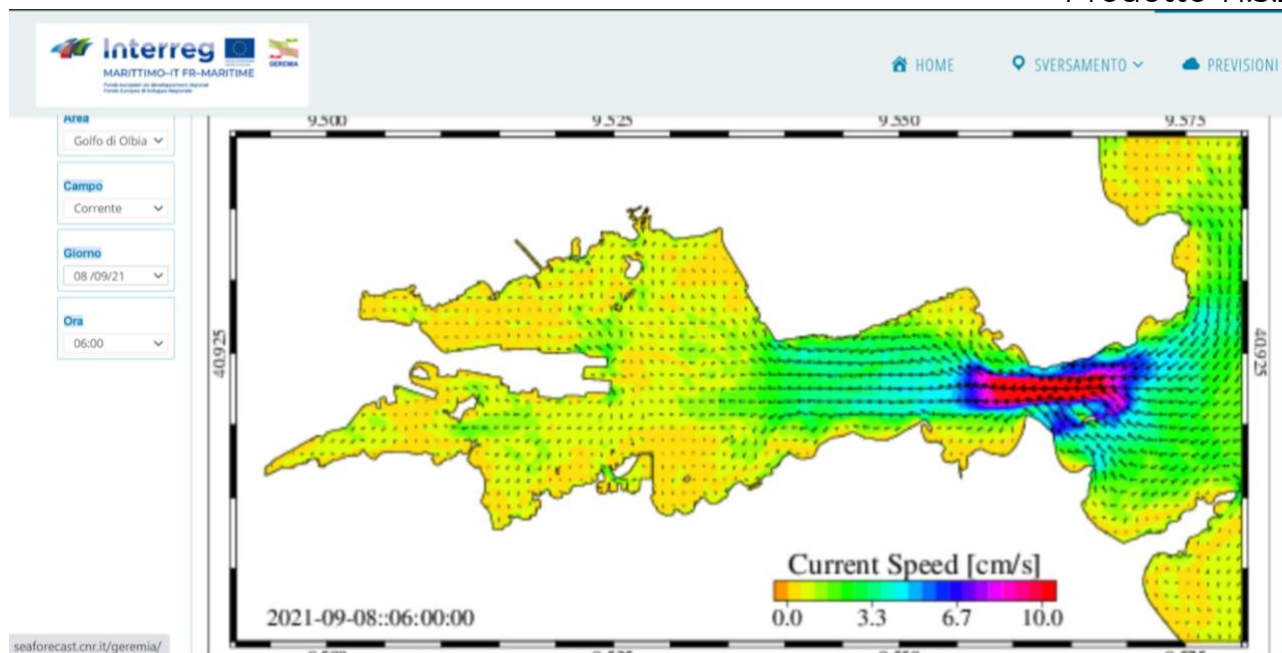 Interreg
GEREMIA
MARITTIMO-IT FR-MARITIME
HOME
SVERSAMENTO
PREVISIONI
Area
Golfo di Olbia
Campo
Corrente
Giorno
08 /09/21
Ora
06:00
9.500 9.525 9.550 9.575
40.925
40.925
Current Speed [cm/s]
0.0 3.3 6.7 10.0
2021-09-08::06:00:00
seaforecast.cnr.it/geremia/